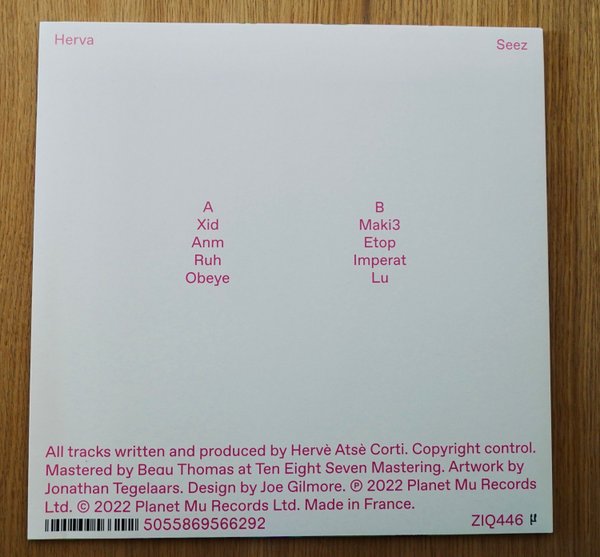 Herva
Seez
A
Xid
Anm
Ruh
Obeye
B
Maki3
Etop
Imperat
Lu
All tracks written and produced by Hervè Atsè Corti. Copyright control.
Mastered by Beau Thomas at Ten Eight Seven Mastering. Artwork by
Jonathan Tegelaars. Design by Joe Gilmore. ℗ 2022 Planet Mu Records
Ltd. © 2022 Planet Mu Records Ltd. Made in France.
5055869566292
ZIQ446 µ